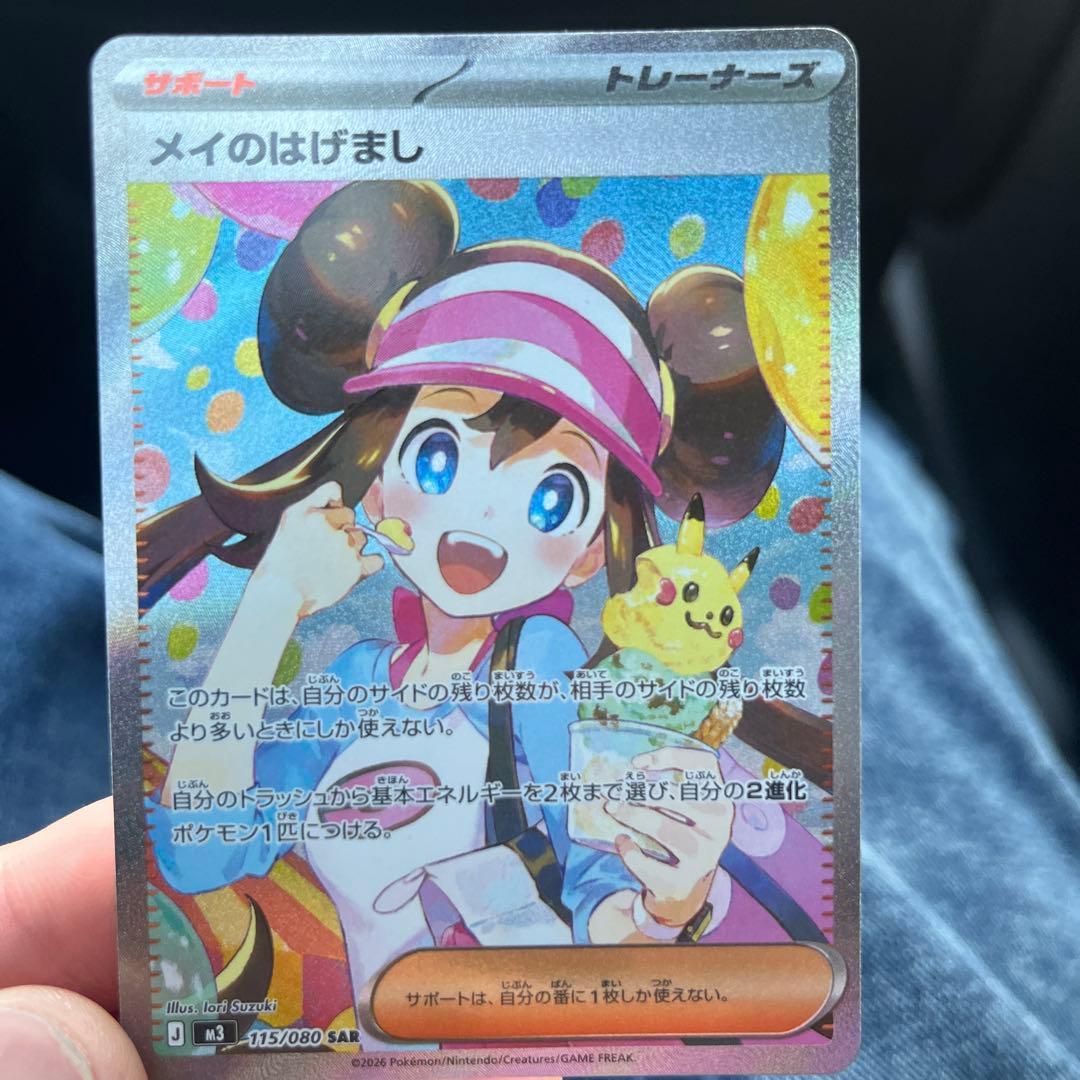 サポート トレーナーズ
メイのはげまし
このカードは、自分のサイドの残り枚数が、相手のサイドの残り枚数
より多いときにしか使えない。
自分のトラッシュから基本エネルギーを2枚まで選び、自分の2進化
ポケモン1匹につける。
サポートは、自分の番に1枚しか使えない。
Illus. Iori Suzuki
J M3 115/080 SAR
©2026 Pokémon/Nintendo/Creatures/GAME FREAK.